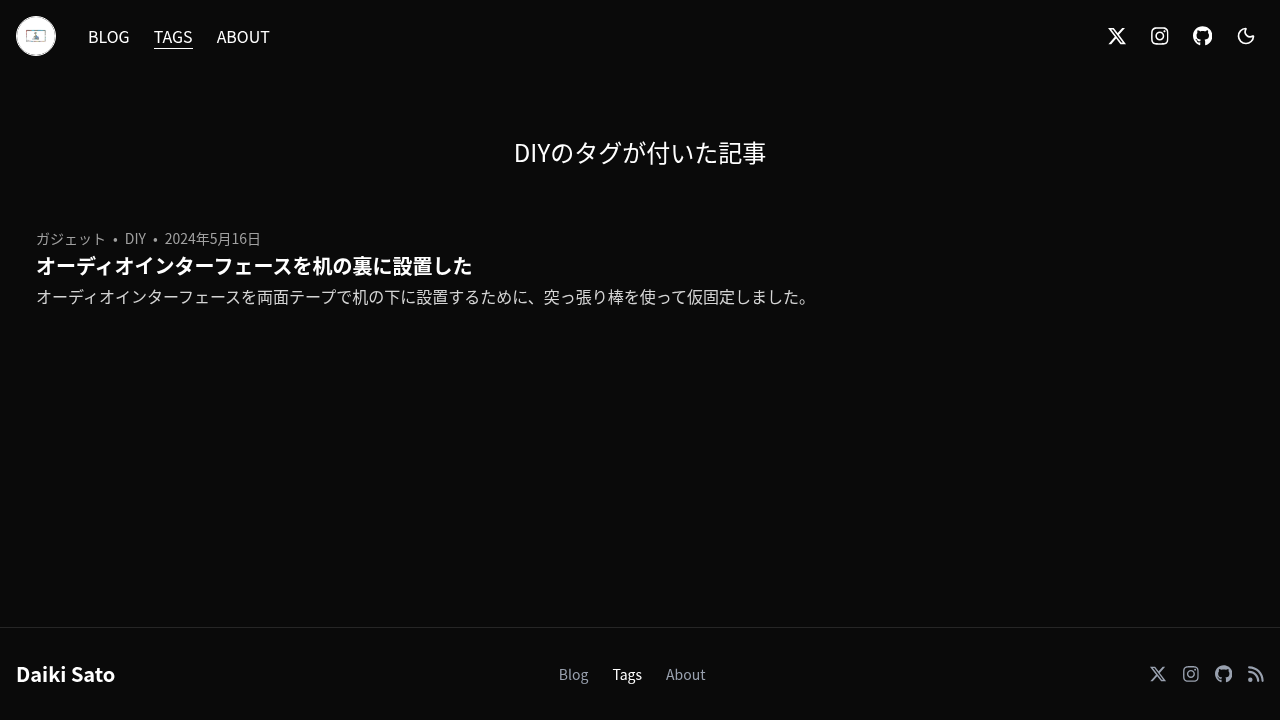 BLOG TAGS ABOUT
DIYのタグが付いた記事
ガジェット • DIY • 2024年5月16日
オーディオインターフェースを机の裏に設置した
オーディオインターフェースを両面テープで机の下に設置するために、突っ張り棒を使って仮固定しました。
Daiki Sato
Blog Tags About